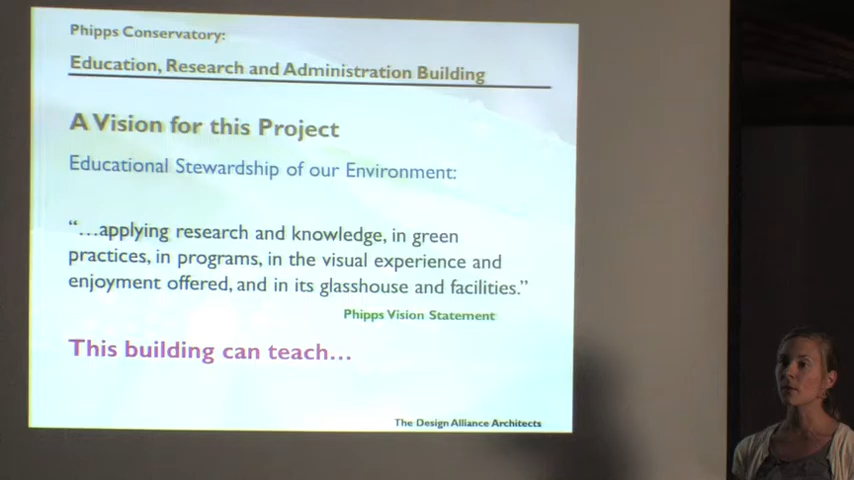 Phipps Conservatory:
Education, Research and Administration Building
A Vision for this Project
Educational Stewardship of our Environment:
“...applying research and knowledge, in green
practices, in programs, in the visual experience and
enjoyment offered, and in its glasshouse and facilities.”
Phipps Vision Statement
This building can teach...
The Design Alliance Architects